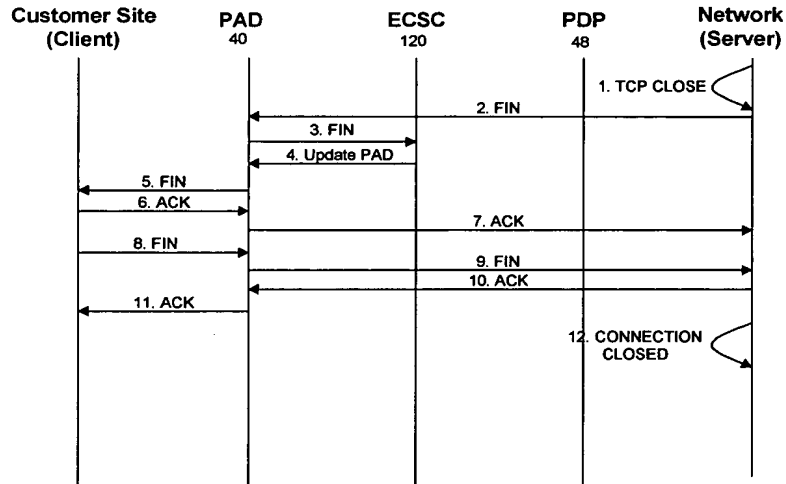 Customer Site
(Client)
PAD
40
ECSC
120
PDP
48
Network
(Server)
1. TCP CLOSE
2. FIN
3. FIN
4. Update PAD
5. FIN
6. ACK
7. ACK
8. FIN
9. FIN
10. ACK
11. ACK
12. CONNECTION
CLOSED